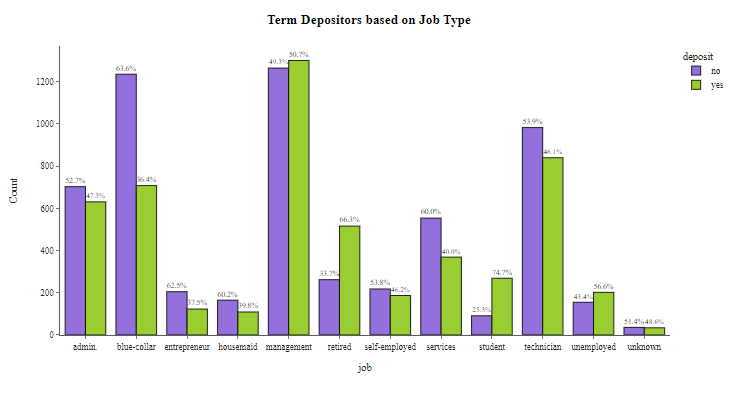 Term Depositors based on Job Type
deposit
no
yes
Count
1200
1000
800
600
400
200
0
52.7% 47.3%
63.6% 36.4%
62.5% 37.5%
60.2% 39.8%
49.3% 50.7%
33.7% 66.3%
53.8% 46.2%
60.0% 40.0%
25.3% 74.7%
53.9% 46.1%
43.4% 56.6%
51.4% 48.6%
admin. blue-collar entrepreneur housemaid management retired self-employed services student technician unemployed unknown
job